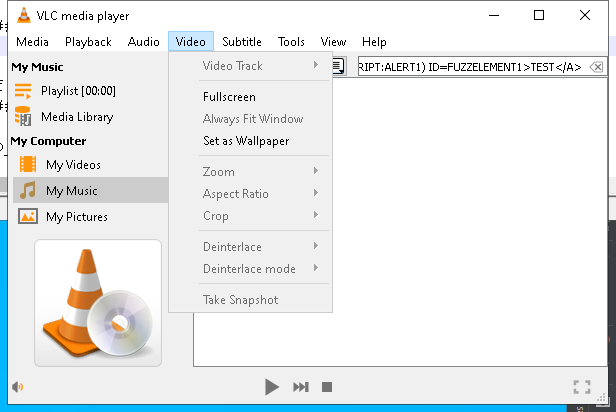 VLC media player
Media Playback Audio Video Subtitle Tools View Help
My Music
Playlist [00:00]
Media Library
My Computer
My Videos
My Music
My Pictures
Video Track
Fullscreen
Always Fit Window
Set as Wallpaper
Zoom
Aspect Ratio
Crop
Deinterlace
Deinterlace mode
Take Snapshot
RIPT:ALERT1) ID=FUZZELEMENT1>TEST</A>